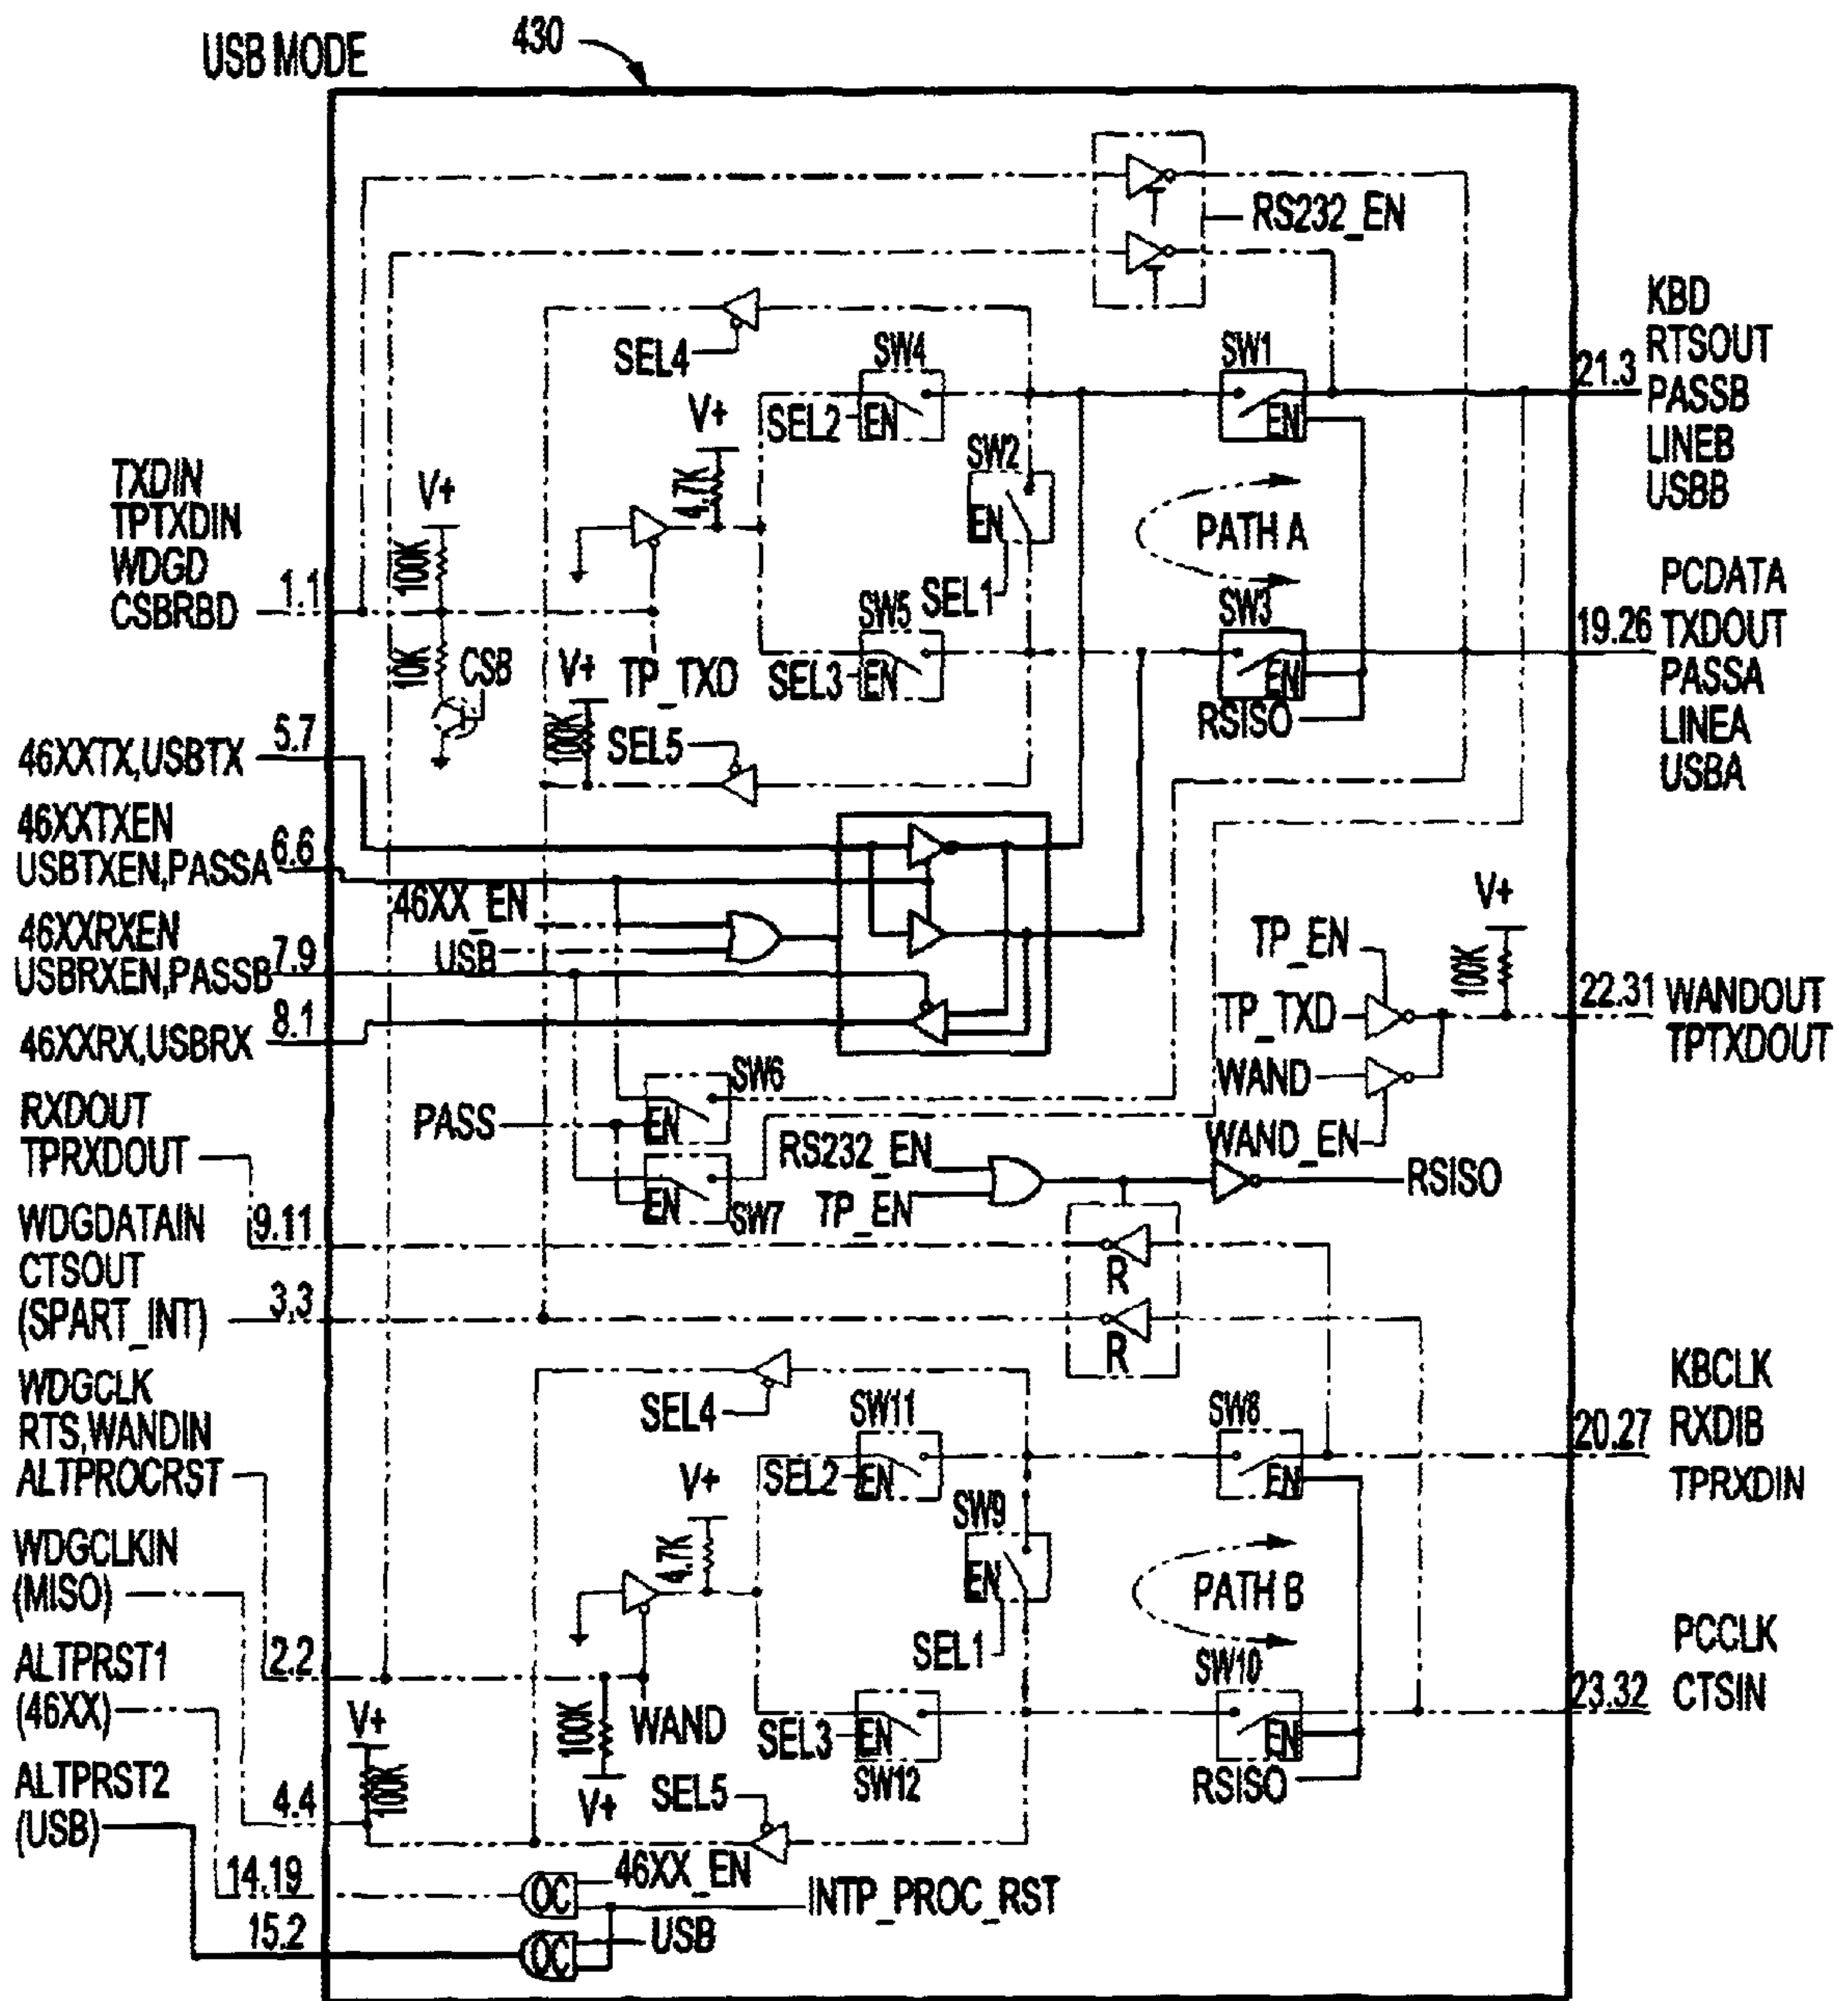 USB MODE
430
RS232_EN
KBD
RTSOUT
21.3
PASSB
LINEB
USBB
SEL4
SW4
SW1
SEL2
EN
EN
V+
4.7K
SW2
EN
SEL1
PATH A
TXDIN
TPTXDIN
WDGD
CSBRBD
1.1
V+
100K
10K
CSB
TP_TXD
SW5
SEL3
EN
SW3
EN
RSISO
PCDATA
19.26
TXDOUT
PASSA
LINEA
USBA
V+
100K
SEL5
46XXTX,USBTX
5.7
46XXTXEN
USBTXEN,PASSA
6.6
46XX_EN
USB
46XXRXEN
USBRXEN,PASSB
7.9
46XXRX,USBRX
8.1
V+
100K
TP_EN
TP_TXD
WAND
WAND_EN
22.31
WANDOUT
TPTXDOUT
PASS
SW6
EN
EN
SW7
RS232_EN
TP_EN
RSISO
RXDOUT
TPRXDOUT
9.11
R
R
WDGDATAIN
CTSOUT
(SPART_INT)
3.3
WDGCLK
RTS,WANDIN
ALTPROCRST
2.2
SEL4
SW11
SEL2
EN
SW8
EN
KBCLK
20.27
RXDIB
TPRXDIN
V+
4.7K
SW9
EN
SEL1
PATH B
WDGCLKIN
(MISO)
4.4
V+
100K
100K
V+
WAND
SEL3
EN
SW12
SW10
EN
RSISO
PCCLK
23.32
CTSIN
SEL5
ALTPRST1
(46XX)
14.19
OC
46XX_EN
INTP_PROC_RST
ALTPRST2
(USB)
15.2
OC
USB